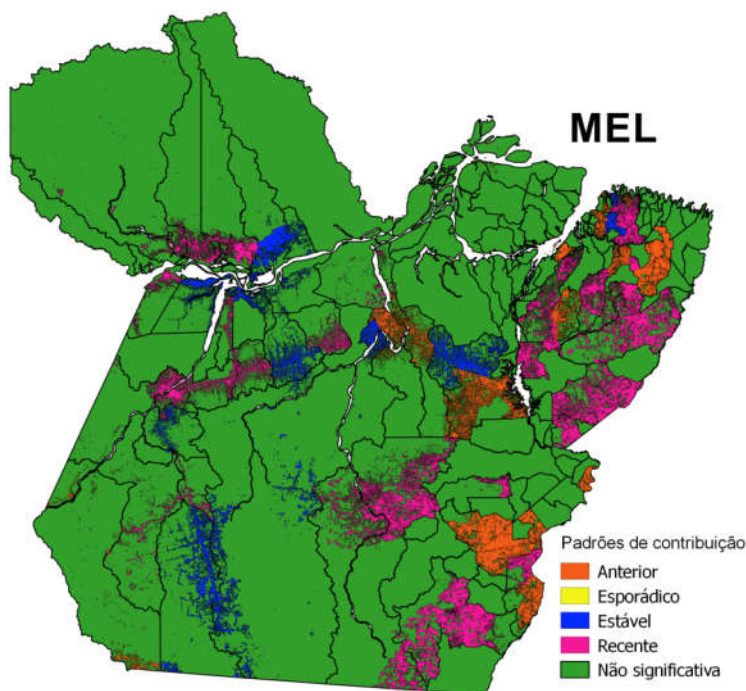 MEL
Padrões de contribuição
Anterior
Esporádico
Estável
Recente
Não significativa